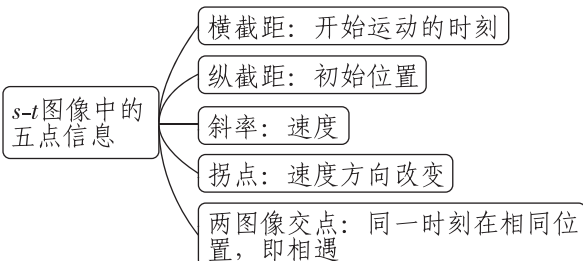 横截距：开始运动的时刻
纵截距：初始位置
s-t图像中的
五点信息
斜率：速度
拐点：速度方向改变
两图像交点：同一时刻在相同位
置，即相遇